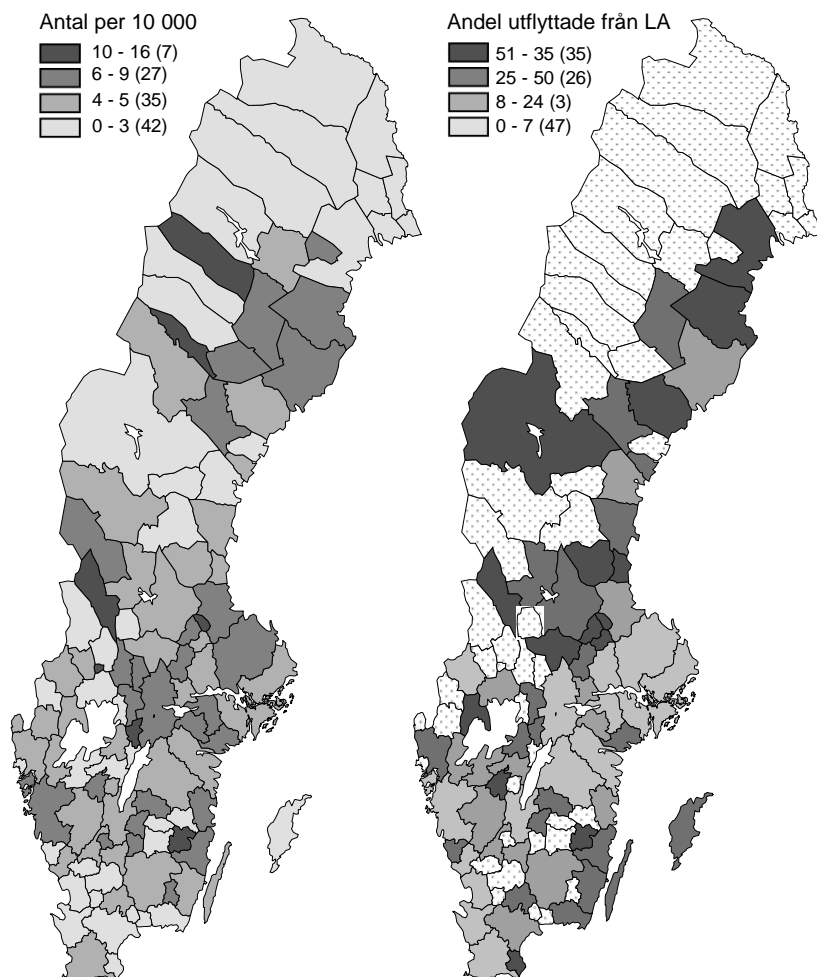 Antal per 10 000
10 - 16 (7)
6 - 9 (27)
4 - 5 (35)
0 - 3 (42)
Andel utflyttade från LA
51 - 35 (35)
25 - 50 (26)
8 - 24 (3)
0 - 7 (47)